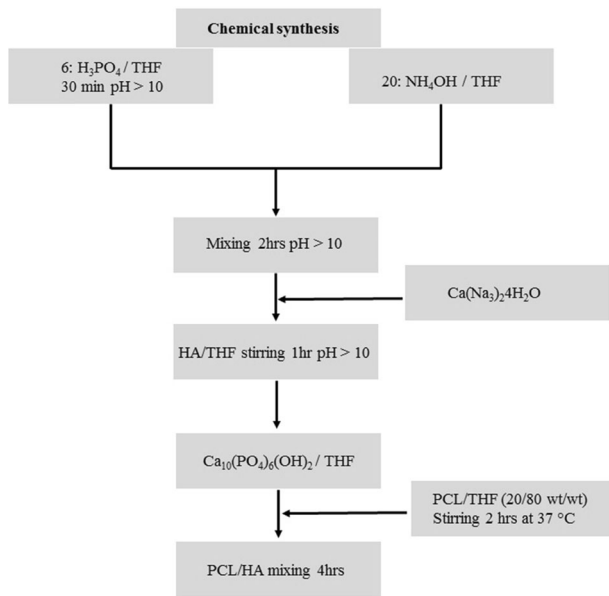 Chemical synthesis
6: H₃PO₄ / THF
30 min pH > 10
20: NH₄OH / THF
Mixing 2hrs pH > 10
Ca(Na₃)₂4H₂O
HA/THF stirring 1hr pH > 10
Ca₁₀(PO₄)₆(OH)₂ / THF
PCL/THF (20/80 wt/wt)
Stirring 2 hrs at 37 °C
PCL/HA mixing 4hrs